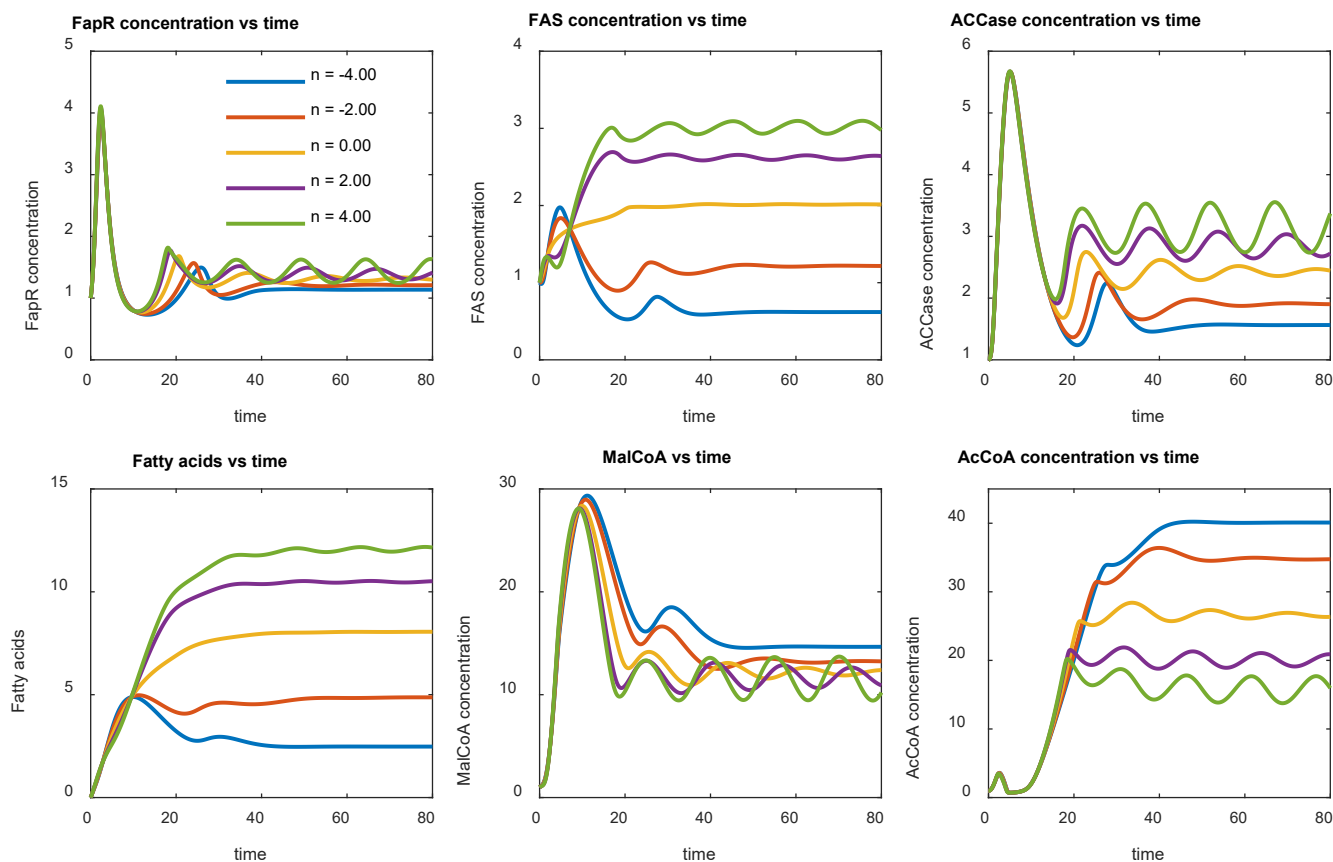 FapR concentration vs time
FapR concentration
5
4
3
2
1
0
n = -4.00
n = -2.00
n = 0.00
n = 2.00
n = 4.00
0 20 40 60 80
time
FAS concentration vs time
FAS concentration
4
3
2
1
0
0 20 40 60 80
time
ACCase concentration vs time
ACCase concentration
6
5
4
3
2
1
0 20 40 60 80
time
Fatty acids vs time
Fatty acids
15
10
5
0
0 20 40 60 80
time
MalCoA vs time
MalCoA concentration
30
20
10
0
0 20 40 60 80
time
AcCoA concentration vs time
AcCoA concentration
40
30
20
10
0
0 20 40 60 80
time